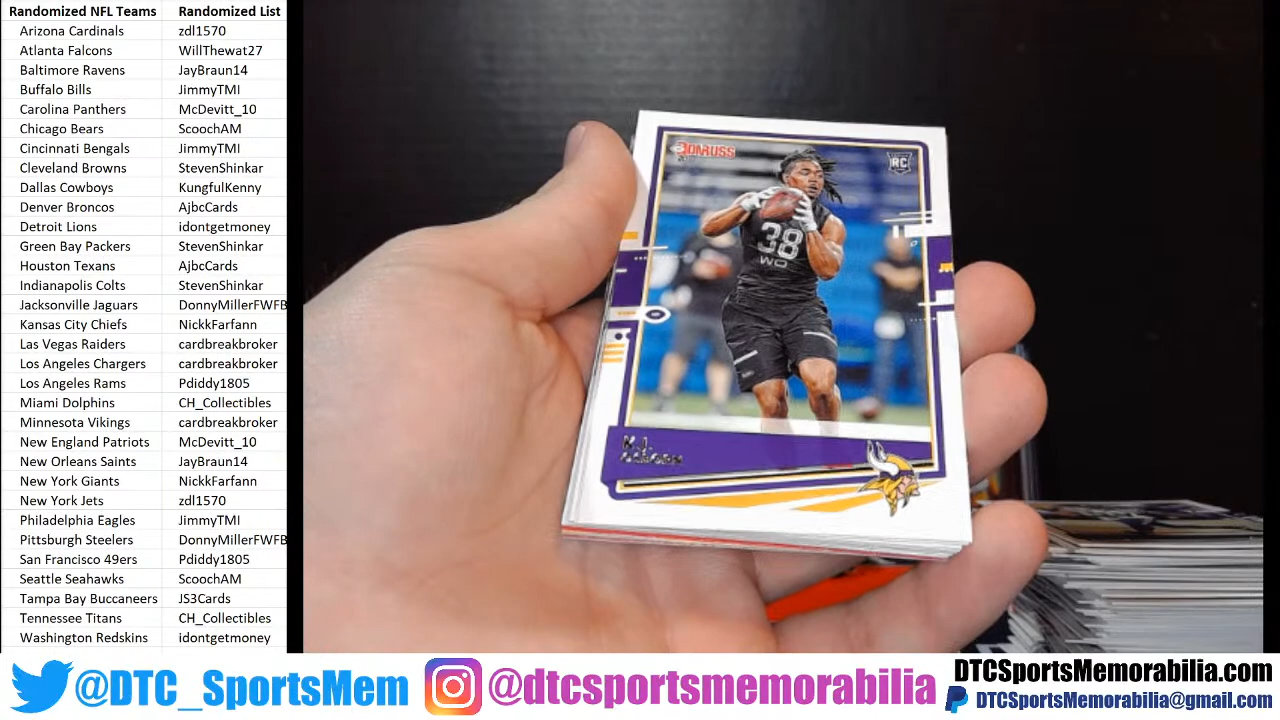 Randomized NFL Teams Randomized List
Arizona Cardinals zdl1570
Atlanta Falcons WillThewat27
Baltimore Ravens JayBraun14
Buffalo Bills JimmyTMI
Carolina Panthers McDevitt_10
Chicago Bears ScoochAM
Cincinnati Bengals JimmyTMI
Cleveland Browns StevenShinkar
Dallas Cowboys KungfulKenny
Denver Broncos AjbcCards
Detroit Lions idontgetmoney
Green Bay Packers StevenShinkar
Houston Texans AjbcCards
Indianapolis Colts StevenShinkar
Jacksonville Jaguars DonnyMillerFWFB
Kansas City Chiefs NickkFarfann
Las Vegas Raiders cardbreakbroker
Los Angeles Chargers cardbreakbroker
Los Angeles Rams Pdiddy1805
Miami Dolphins CH_Collectibles
Minnesota Vikings cardbreakbroker
New England Patriots McDevitt_10
New Orleans Saints JayBraun14
New York Giants NickkFarfann
New York Jets zdl1570
Philadelphia Eagles JimmyTMI
Pittsburgh Steelers DonnyMillerFWFB
San Francisco 49ers Pdiddy1805
Seattle Seahawks ScoochAM
Tampa Bay Buccaneers JS3Cards
Tennessee Titans CH_Collectibles
Washington Redskins idontgetmoney
DONRUSS
RC
38
WO
K.J.
OSBORN
@DTC_SportsMem
@dtcsportsmemorabilia
DTCSportsMemorabilia.com
DTCSportsMemorabilia@gmail.com